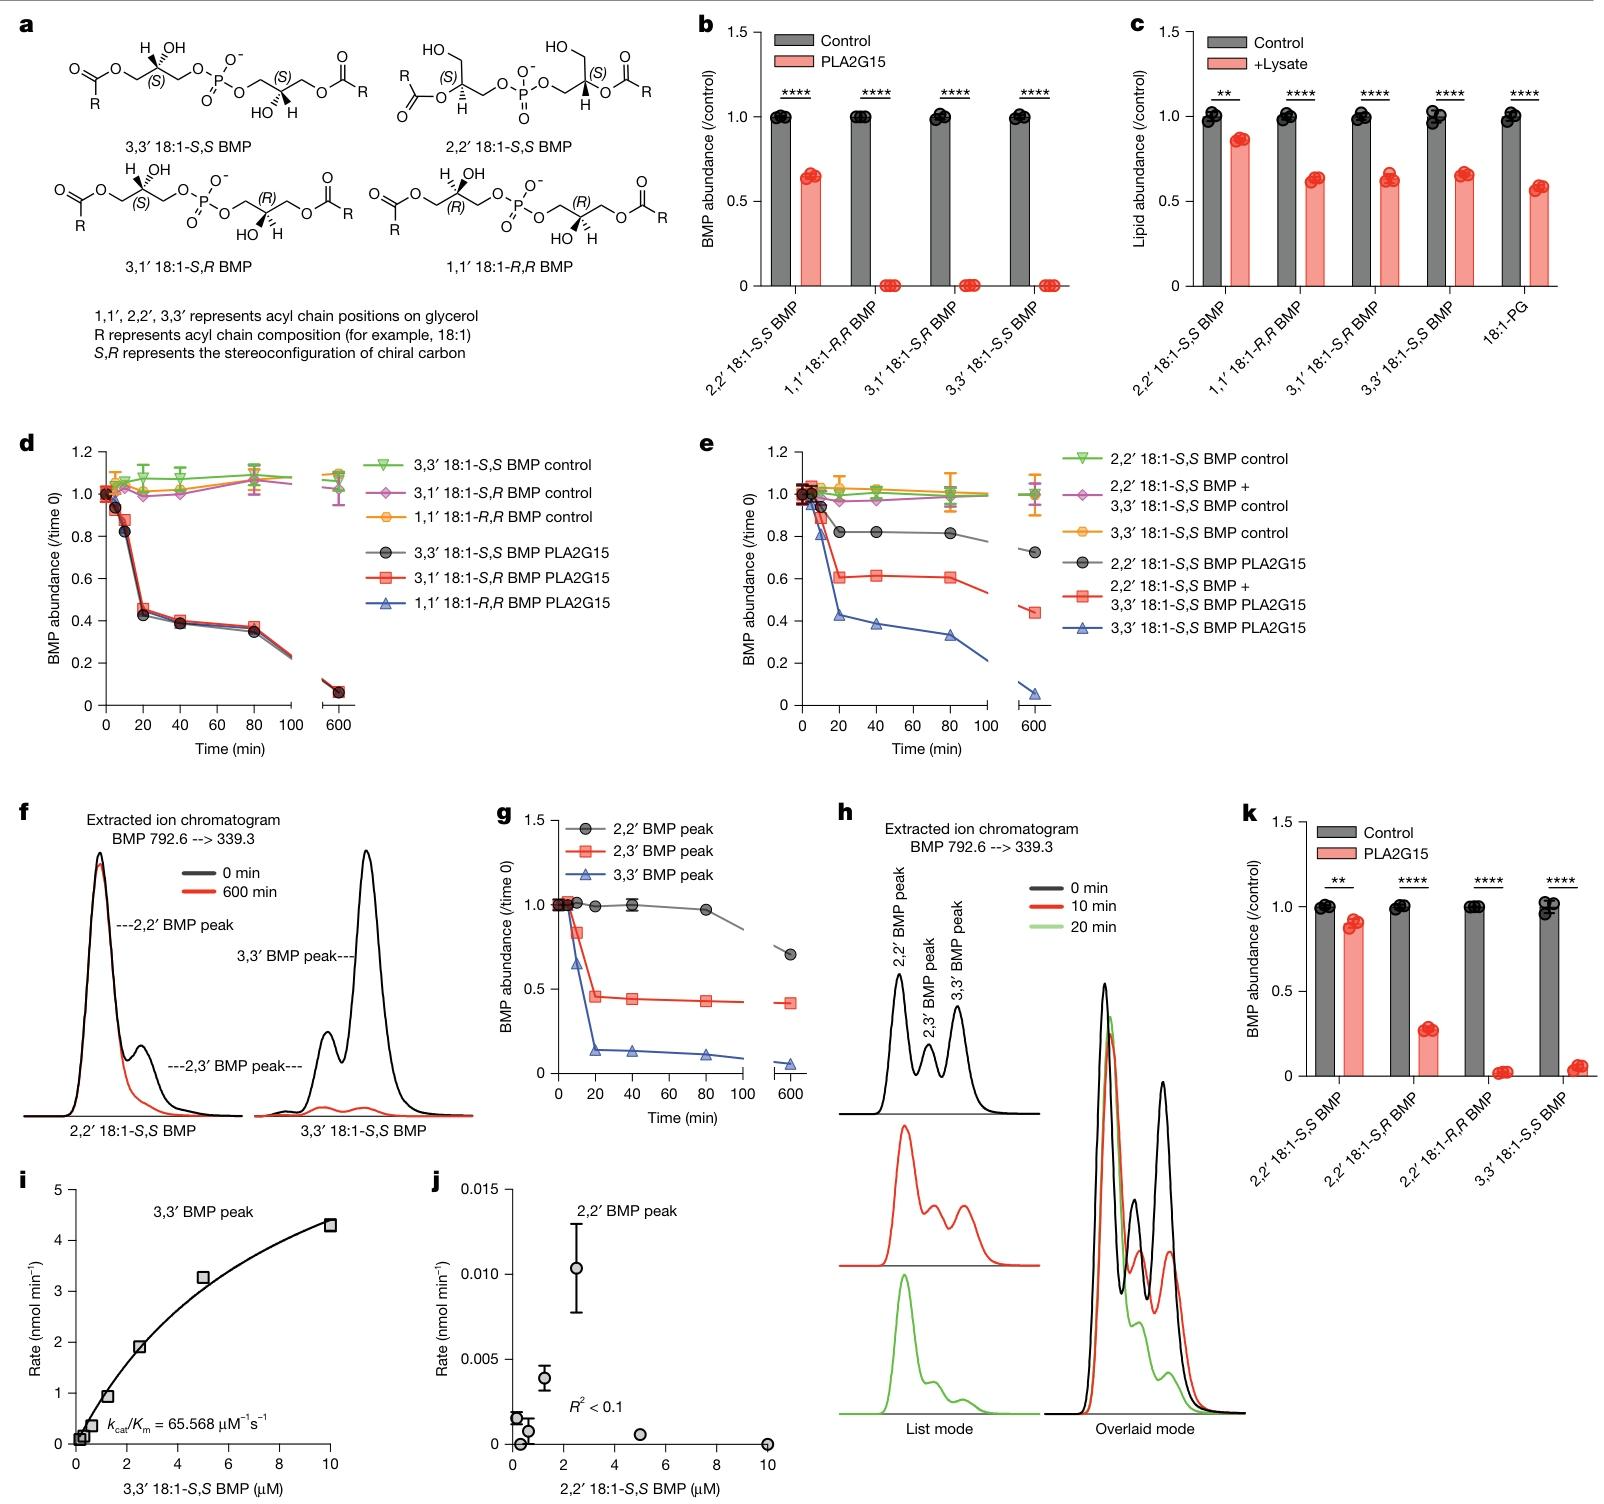 a
H OH
O O O O⁻ (S) O
(S) P
R O O O R
HO H
3,3′ 18:1-S,S BMP
HO HO
R (S) O⁻ (S) O
O O O P O O R
H O H
2,2′ 18:1-S,S BMP
H OH
O O O O⁻ (R) O
(S) P
R O O O R
HO H
3,1′ 18:1-S,R BMP
H OH
O O O O⁻ (R) O
(R) P
R O O O R
HO H
1,1′ 18:1-R,R BMP
1,1′, 2,2′, 3,3′ represents acyl chain positions on glycerol
R represents acyl chain composition (for example, 18:1)
S,R represents the stereoconfiguration of chiral carbon
b
Control
PLA2G15
BMP abundance (/control)
1.5
1.0
0.5
0
**** **** **** ****
2,2′ 18:1-S,S BMP
1,1′ 18:1-R,R BMP
3,1′ 18:1-S,R BMP
3,3′ 18:1-S,S BMP
c
Control
+Lysate
Lipid abundance (/control)
1.5
1.0
0.5
0
** **** **** **** ****
2,2′ 18:1-S,S BMP
1,1′ 18:1-R,R BMP
3,1′ 18:1-S,R BMP
3,3′ 18:1-S,S BMP
18:1-PG
d
BMP abundance (/time 0)
1.2
1.0
0.8
0.6
0.4
0.2
0
0 20 40 60 80 100 600
Time (min)
3,3′ 18:1-S,S BMP control
3,1′ 18:1-S,R BMP control
1,1′ 18:1-R,R BMP control
3,3′ 18:1-S,S BMP PLA2G15
3,1′ 18:1-S,R BMP PLA2G15
1,1′ 18:1-R,R BMP PLA2G15
e
BMP abundance (/time 0)
1.2
1.0
0.8
0.6
0.4
0.2
0
0 20 40 60 80 100 600
Time (min)
2,2′ 18:1-S,S BMP control
2,2′ 18:1-S,S BMP +
3,3′ 18:1-S,S BMP control
3,3′ 18:1-S,S BMP control
2,2′ 18:1-S,S BMP PLA2G15
2,2′ 18:1-S,S BMP +
3,3′ 18:1-S,S BMP PLA2G15
3,3′ 18:1-S,S BMP PLA2G15
f
Extracted ion chromatogram
BMP 792.6 --> 339.3
0 min
600 min
---2,2′ BMP peak
3,3′ BMP peak---
---2,3′ BMP peak---
2,2′ 18:1-S,S BMP
3,3′ 18:1-S,S BMP
g
BMP abundance (/time 0)
1.5
1.0
0.5
0
2,2′ BMP peak
2,3′ BMP peak
3,3′ BMP peak
0 20 40 60 80 100 600
Time (min)
h
Extracted ion chromatogram
BMP 792.6 --> 339.3
0 min
10 min
20 min
2,2′ BMP peak
2,3′ BMP peak
3,3′ BMP peak
List mode
Overlaid mode
k
Control
PLA2G15
BMP abundance (/control)
1.5
1.0
0.5
0
** **** **** ****
2,2′ 18:1-S,S BMP
2,2′ 18:1-S,R BMP
2,2′ 18:1-R,R BMP
3,3′ 18:1-S,S BMP
i
3,3′ BMP peak
Rate (nmol min⁻¹)
5
4
3
2
1
0
kcat/Km = 65.568 μM⁻¹s⁻¹
0 2 4 6 8 10
3,3′ 18:1-S,S BMP (μM)
j
2,2′ BMP peak
Rate (nmol min⁻¹)
0.015
0.010
0.005
0
R² < 0.1
0 2 4 6 8 10
2,2′ 18:1-S,S BMP (μM)